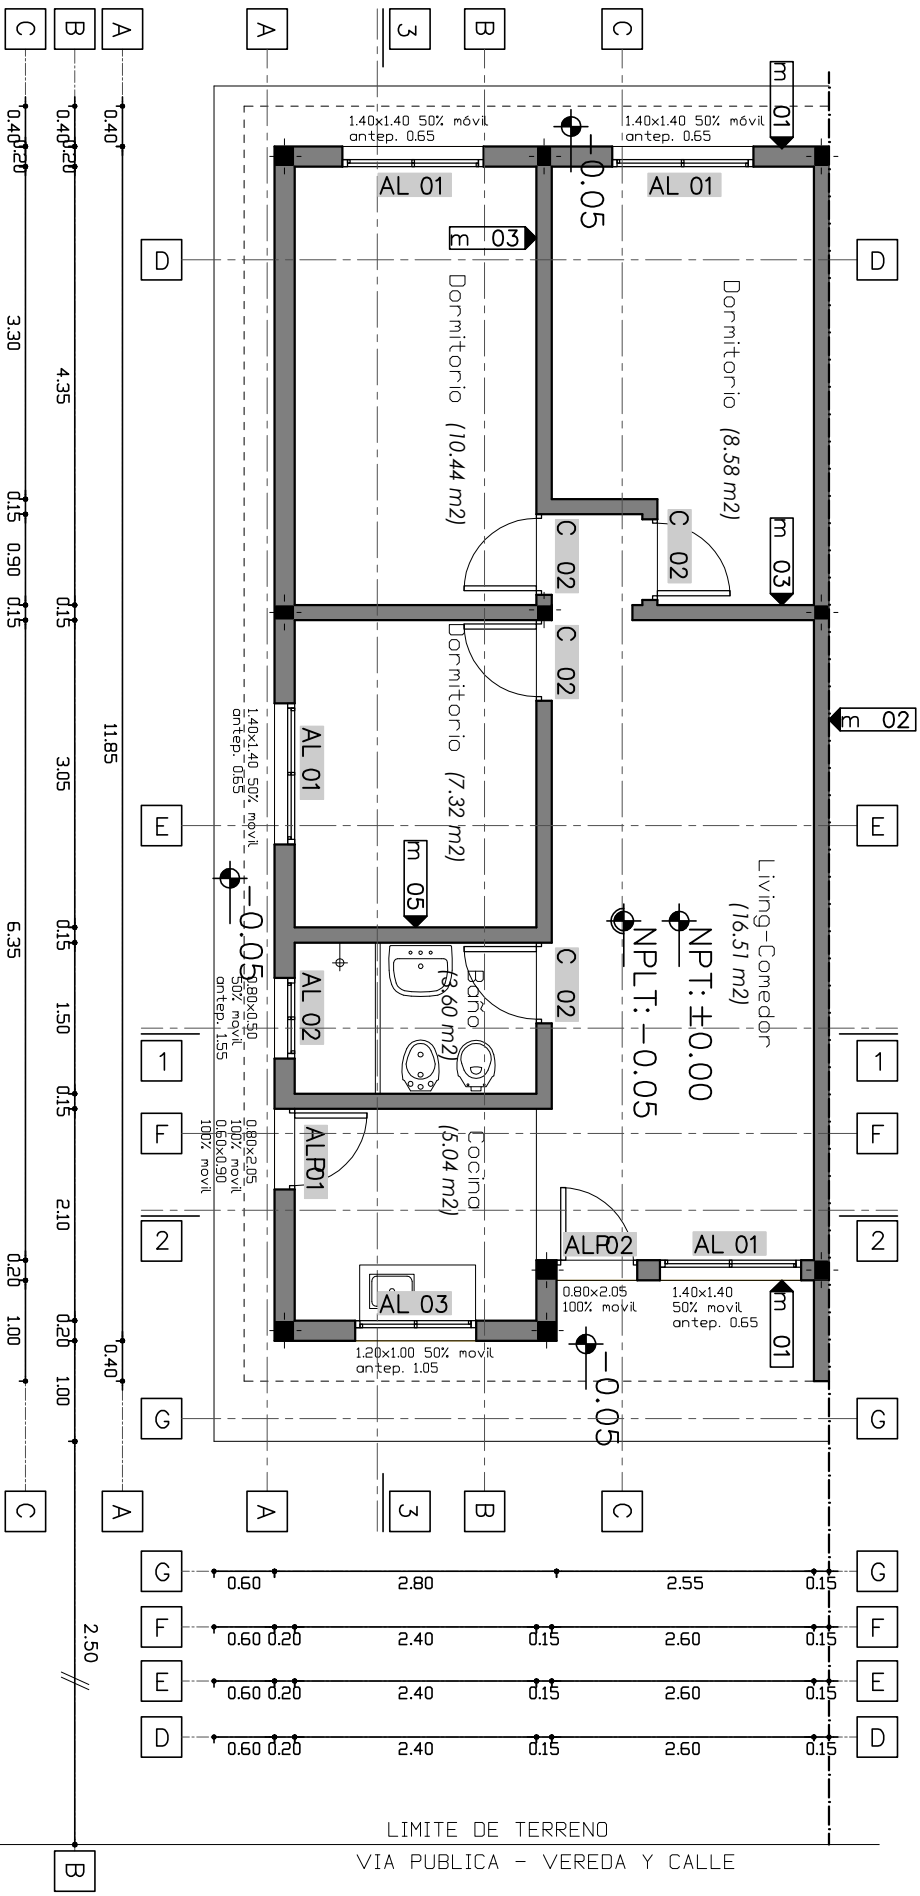 C
B
A
A
3
B
C
m 01
0.40
0.20
0.40
0.20
0.40
1.40x1.40 50% móvil
antep. 0.65
1.40x1.40 50% móvil
antep. 0.65
-0.05
AL 01
AL 01
m 03
D
D
Dormitorio (10.44 m2)
Dormitorio (8.58 m2)
3.30
4.35
0.15
0.90
0.15
0.15
C 02
C 02
m 03
C 02
Dormitorio (7.32 m2)
m 02
1.40x1.40 50% movil
antep. 0.65
AL 01
11.85
3.05
E
E
m 05
-0.05
Living-Comedor
(16.51 m2)
NPT: ±0.00
NPLT: -0.05
6.35
0.15
1.50
0.15
0.80x0.50
50% movil
antep. 1.55
AL 02
Baño
(3.60 m2)
C 02
1
1
F
F
0.80x2.05
100% movil
0.60x0.90
100% movil
ALP01
Cocina
(5.04 m2)
2.10
2
2
ALP02
AL 01
0.80x2.05
100% movil
1.40x1.40
50% movil
antep. 0.65
m 01
AL 03
1.20x1.00 50% movil
antep. 1.05
-0.05
0.20
1.00
0.20
1.00
0.40
G
G
C
B
A
A
3
B
C
2.50
G 0.60 2.80 2.55 0.15 G
F 0.60 0.20 2.40 0.15 2.60 0.15 F
E 0.60 0.20 2.40 0.15 2.60 0.15 E
D 0.60 0.20 2.40 0.15 2.60 0.15 D
LIMITE DE TERRENO
VIA PUBLICA - VEREDA Y CALLE
B